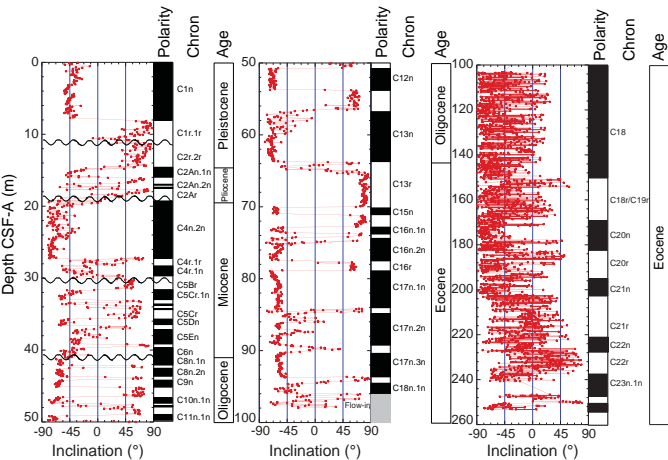 Polarity
Chron
Age
0
10
20
30
40
50
Depth CSF-A (m)
C1n
C1r.1r
C2r.2r
C2An.1n
C2An.2n
C2Ar
C4n.2n
C4r.1r
C4r.1n
C5Br
C5Cr.1n
C5Cr
C5Dn
C5En
C6n
C8n.1n
C8n.2n
C9n
C10n.1n
C11n.1n
Pleistocene
Pliocene
Miocene
Oligocene
-90 -45 0 45 90
Inclination (°)
Polarity
Chron
Age
50
60
70
80
90
100
C12n
C13n
C13r
C15n
C16n.1n
C16n.2n
C16r
C17n.1n
C17n.2n
C17n.3n
C18n.1n
Flow-in
Oligocene
Eocene
-90 -45 0 45 90
Inclination (°)
Polarity
Chron
Age
100
120
140
160
180
200
220
240
260
C18
C18r/C19r
C20n
C20r
C21n
C21r
C22n
C22r
C23n.1n
Eocene
-90 -45 0 45 90
Inclination (°)